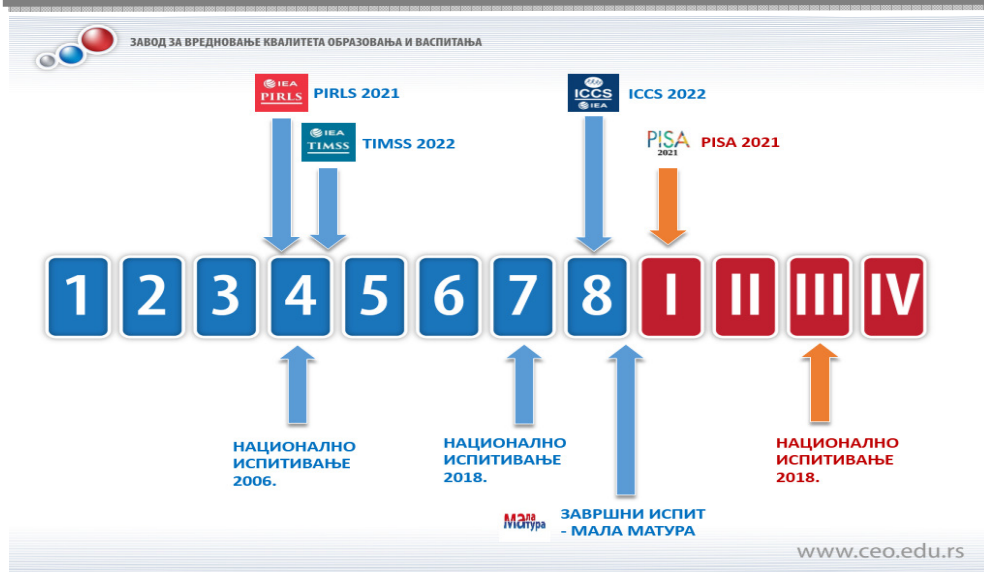 ЗАВОД ЗА ВРЕДНОВАЊЕ КВАЛИТЕТА ОБРАЗОВАЊА И ВАСПИТАЊА
IEA
PIRLS
PIRLS 2021
IEA
TIMSS
TIMSS 2022
ICCS
IEA
ICCS 2022
PISA
2021
PISA 2021
1 2 3 4 5 6 7 8 I II III IV
НАЦИОНАЛНО
ИСПИТИВАЊЕ
2006.
НАЦИОНАЛНО
ИСПИТИВАЊЕ
2018.
НАЦИОНАЛНО
ИСПИТИВАЊЕ
2018.
Мала
матура
ЗАВРШНИ ИСПИТ
- МАЛА МАТУРА
www.ceo.edu.rs